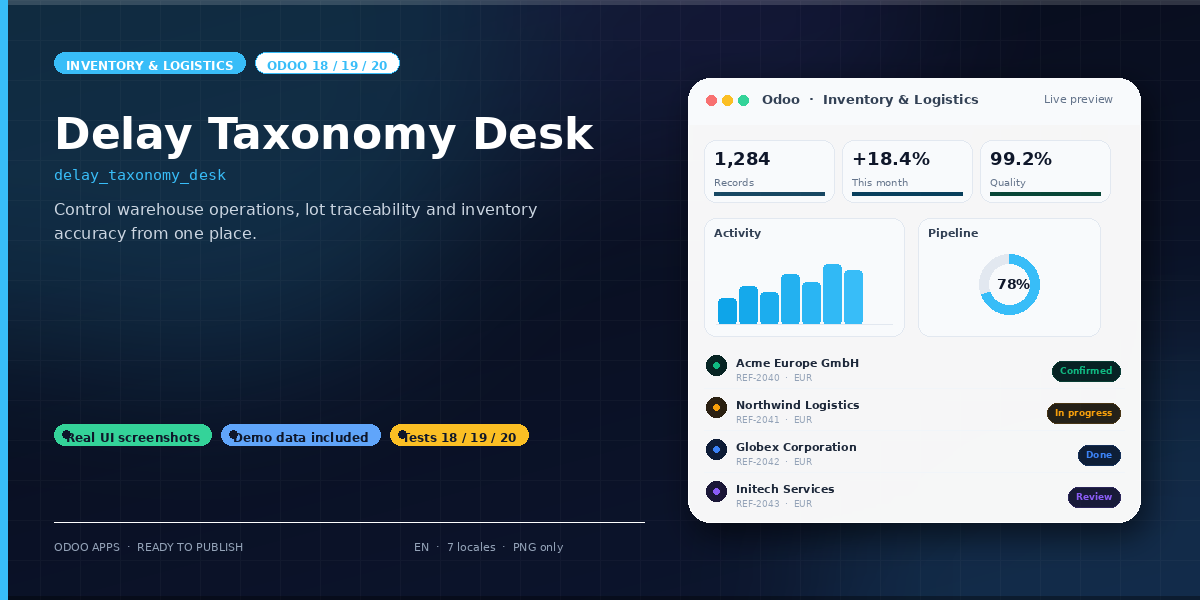 INVENTORY & LOGISTICS
ODOO 18 / 19 / 20
Delay Taxonomy Desk
delay_taxonomy_desk
Control warehouse operations, lot traceability and inventory
accuracy from one place.
Real UI screenshots
Demo data included
Tests 18 / 19 / 20
ODOO APPS · READY TO PUBLISH
EN · 7 locales · PNG only
Odoo · Inventory & Logistics
Live preview
1,284
Records
+18.4%
This month
99.2%
Quality
Activity
Pipeline
78%
Acme Europe GmbH
REF-2040 · EUR
Confirmed
Northwind Logistics
REF-2041 · EUR
In progress
Globex Corporation
REF-2042 · EUR
Done
Initech Services
REF-2043 · EUR
Review